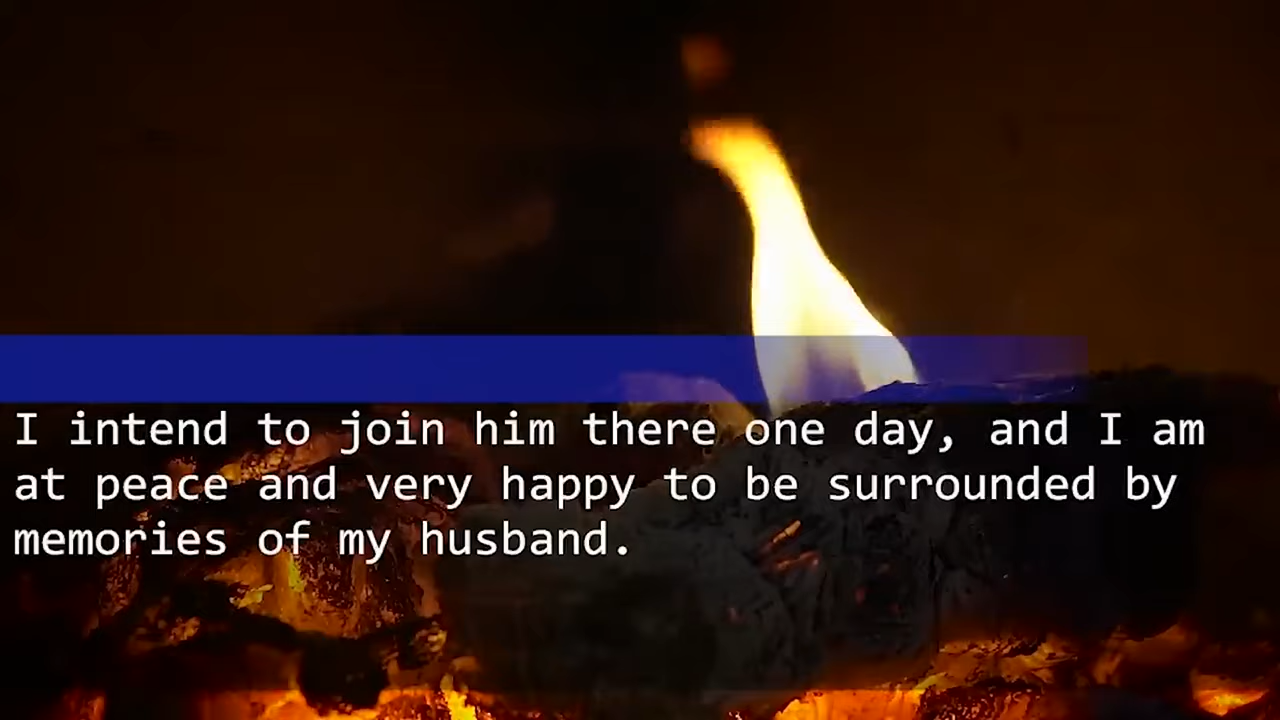 I intend to join him there one day, and I am
at peace and very happy to be surrounded by
memories of my husband.